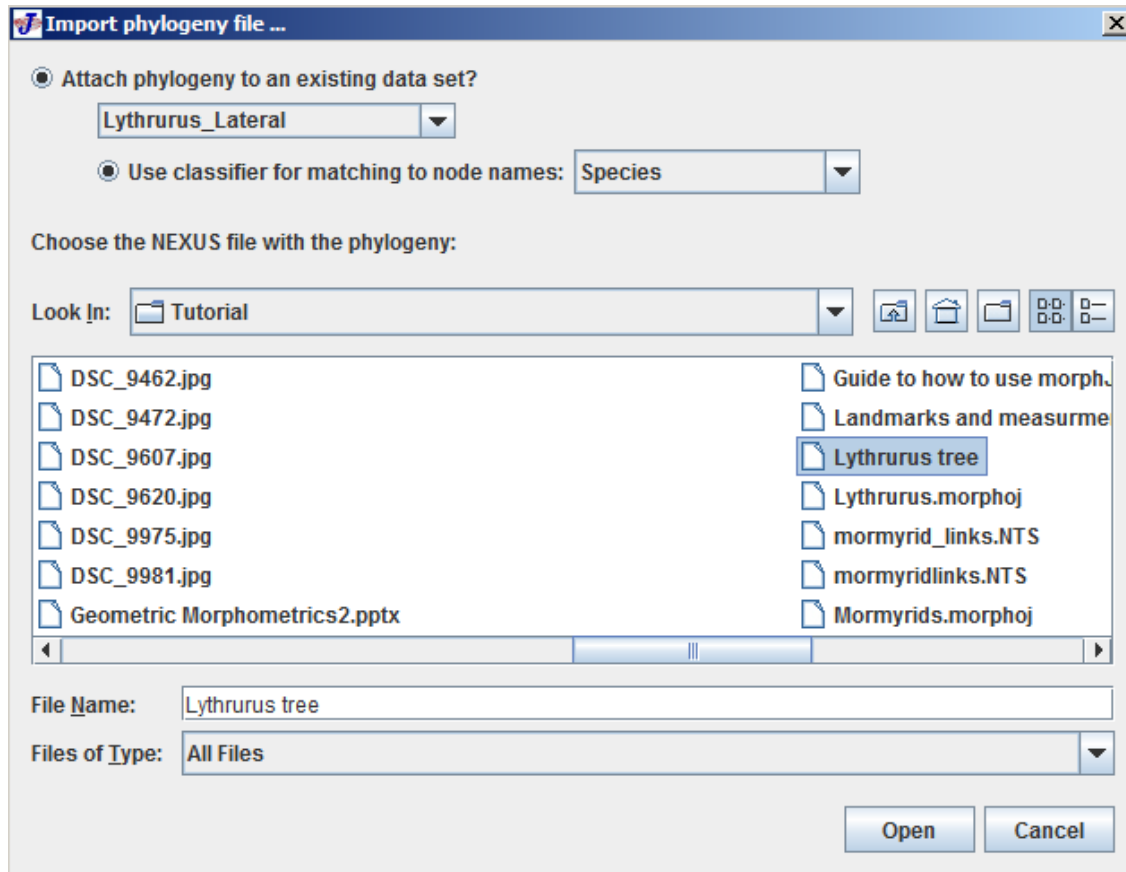 Import phylogeny file ...
Attach phylogeny to an existing data set?
Lythrurus_Lateral
Use classifier for matching to node names: Species
Choose the NEXUS file with the phylogeny:
Look In: Tutorial
DSC_9462.jpg
DSC_9472.jpg
DSC_9607.jpg
DSC_9620.jpg
DSC_9975.jpg
DSC_9981.jpg
Geometric Morphometrics2.pptx
Guide to how to use morphJ
Landmarks and measurme
Lythrurus tree
Lythrurus.morphoj
mormyrid_links.NTS
mormyridlinks.NTS
Mormyrids.morphoj
File Name: Lythrurus tree
Files of Type: All Files
Open Cancel